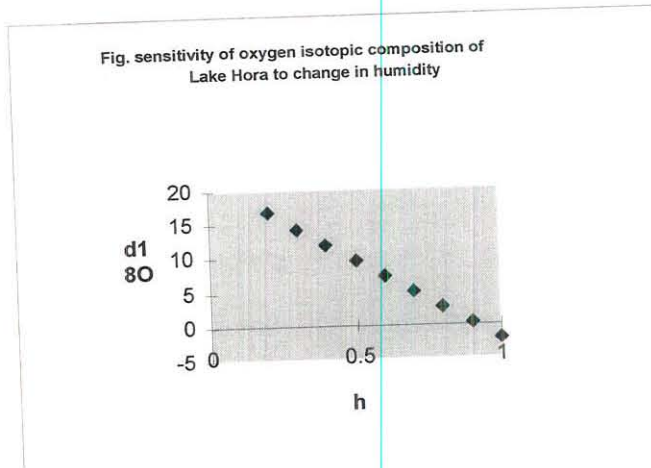 Fig. sensitivity of oxygen isotopic composition of
Lake Hora to change in humidity
20
15
10
5
0
-5
d1
8O
0
0.5
1
h